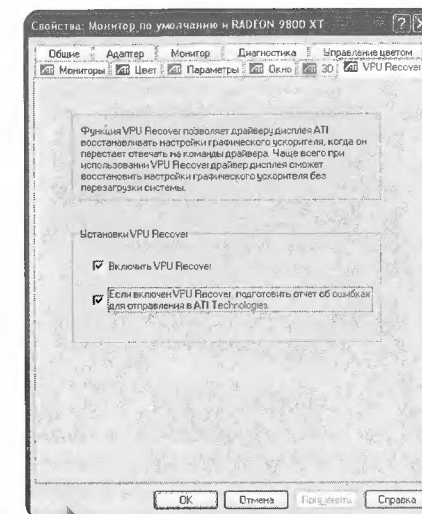 Свойства: Монитор по умолчанию и RADEON 9800 XT
Общие Адаптер Монитор Диагностика Управление цветом
Мониторы Цвет Параметры Окно 3D VPU Recover
Функция VPU Recover позволяет драйверу дисплея ATI
восстанавливать настройки графического ускорителя, когда он
перестает отвечать на команды драйвера. Чаще всего при
использовании VPU Recover драйвер дисплея сможет
восстановить настройки графического ускорителя без
перезагрузки системы.
Установки VPU Recover
Включить VPU Recover
Если включен VPU Recover, подготовить отчет об ошибках
для отправления в ATI Technologies
OK Отмена Применить Справка